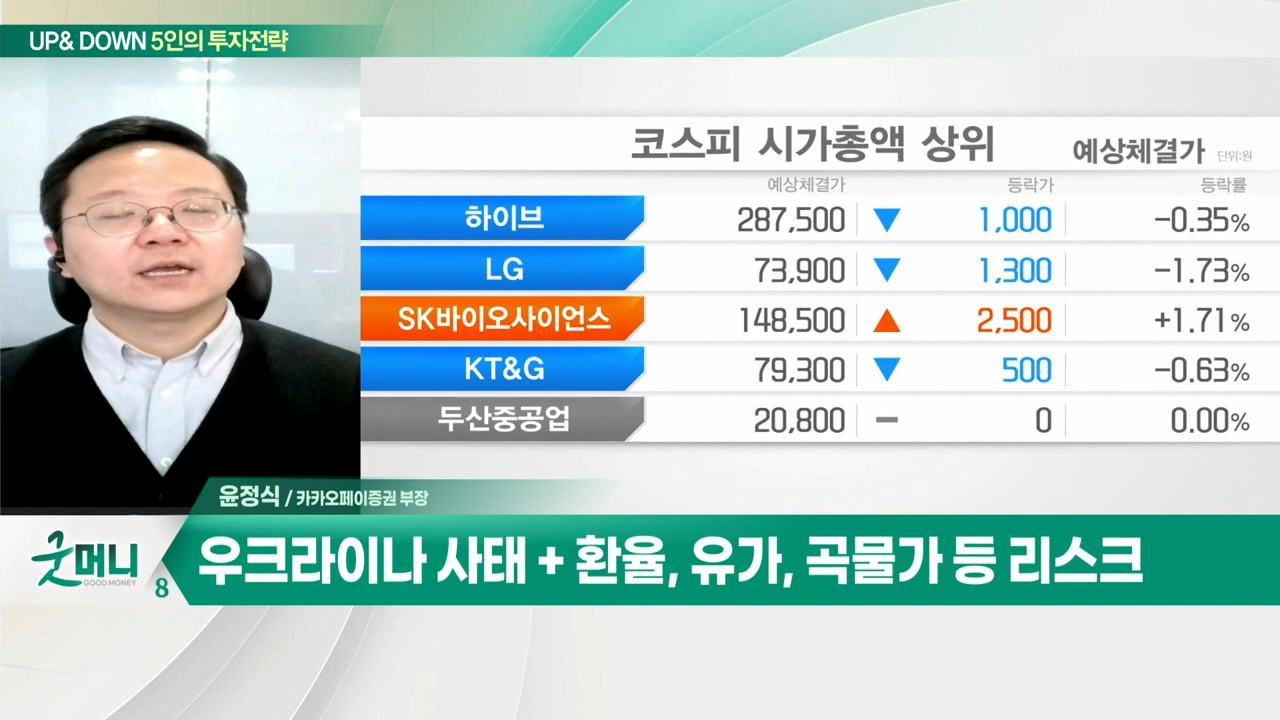 UP& DOWN 5인의 투자전략
코스피 시가총액 상위 예상체결가 단위:원
예상체결가 등락가 등락률
하이브 287,500 ▼ 1,000 -0.35%
LG 73,900 ▼ 1,300 -1.73%
SK바이오사이언스 148,500 ▲ 2,500 +1.71%
KT&G 79,300 ▼ 500 -0.63%
두산중공업 20,800 - 0 0.00%
윤정식 / 카카오페이증권 부장
굿머니
GOOD MONEY
8
우크라이나 사태 + 환율, 유가, 곡물가 등 리스크